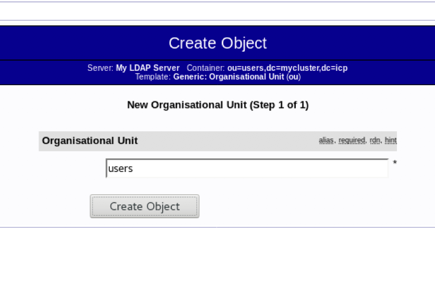 Create Object
Server: My LDAP Server Container: ou=users,dc=mycluster,dc=icp
Template: Generic: Organisational Unit (ou)
New Organisational Unit (Step 1 of 1)
Organisational Unit alias, required, rdn, hint
users *
Create Object